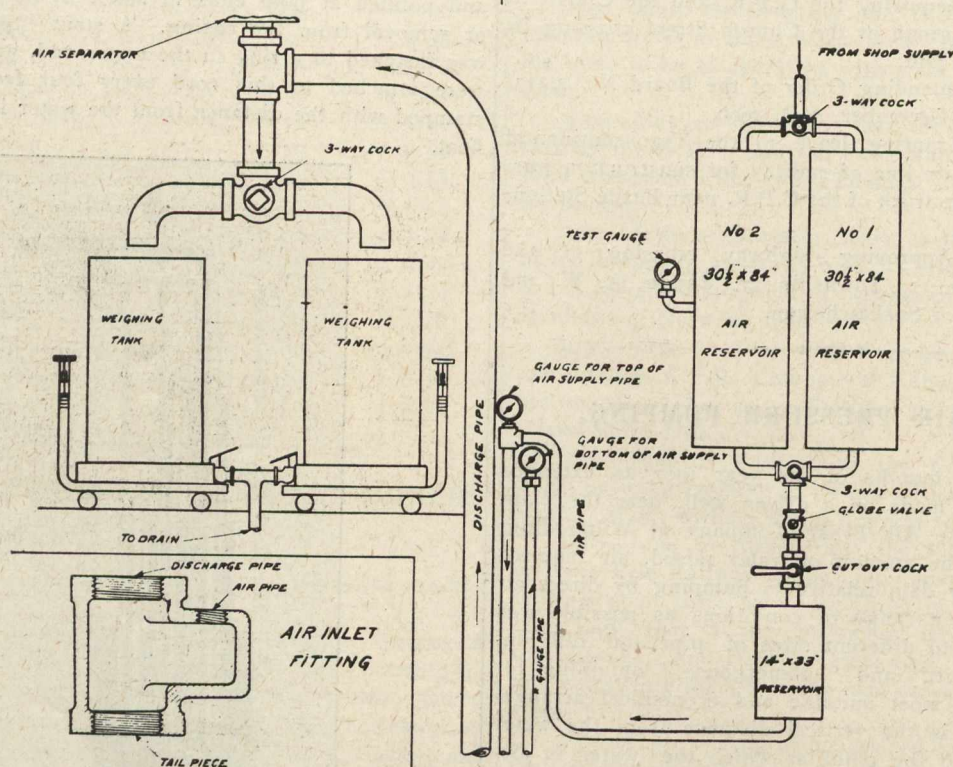 AIR SEPARATOR
3-WAY COCK
WEIGHING
TANK
WEIGHING
TANK
TO DRAIN
DISCHARGE PIPE
FROM SHOP SUPPLY
3-WAY COCK
TEST GAUGE
No 2
30½" x 84"
AIR
RESERVOIR
No 1
30½" x 84
AIR
RESERVOIR
GAUGE FOR TOP OF
AIR SUPPLY PIPE
GAUGE FOR
BOTTOM OF AIR SUPPLY
PIPE
AIR PIPE
GAUGE PIPE
3-WAY COCK
GLOBE VALVE
CUT OUT COCK
14" x 33"
RESERVOIR
DISCHARGE PIPE
AIR PIPE
AIR INLET
FITTING
TAIL PIECE